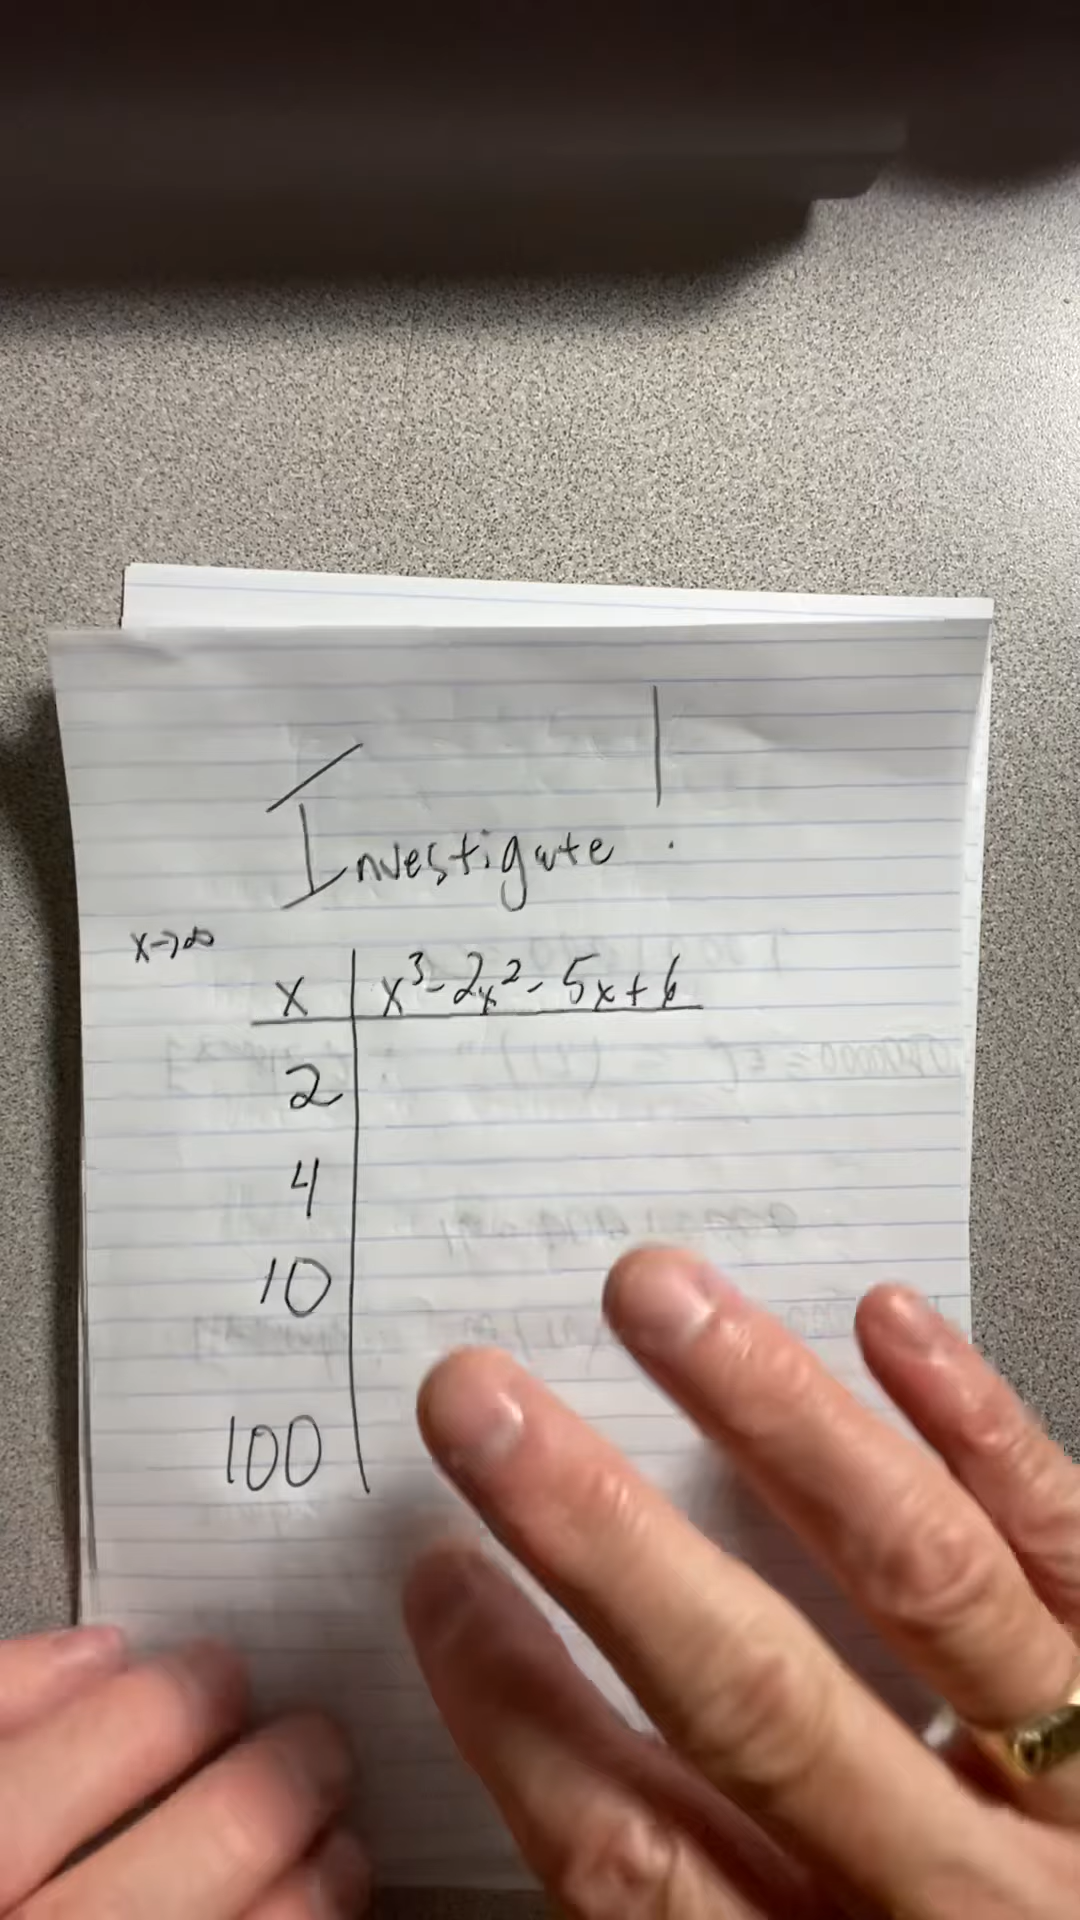 Investigate
x→∞
x | x³-2x²-5x+6
2
4
10
100